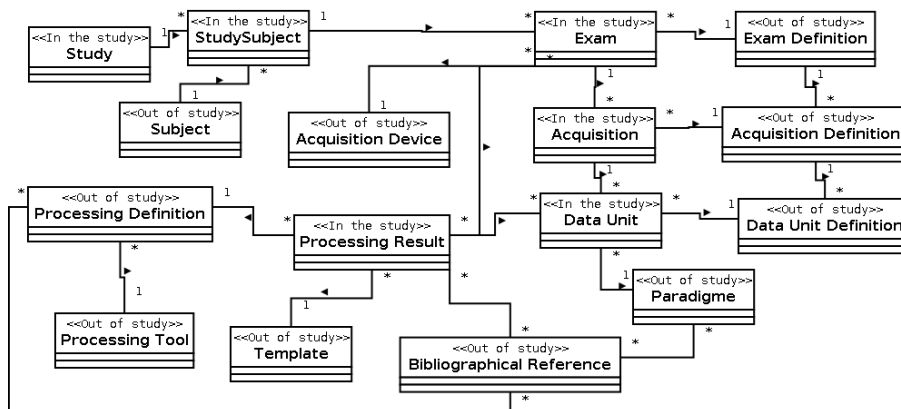 <<In the study>>
Study
<<In the study>>
StudySubject
<<In the study>>
Exam
<<Out of study>>
Exam Definition
<<Out of study>>
Subject
<<Out of study>>
Acquisition Device
<<In the study>>
Acquisition
<<Out of study>>
Acquisition Definition
<<Out of study>>
Processing Definition
<<In the study>>
Processing Result
<<In the study>>
Data Unit
<<Out of study>>
Data Unit Definition
<<Out of study>>
Processing Tool
<<Out of study>>
Template
<<Out of study>>
Paradigme
<<Out of study>>
Bibliographical Reference
1
*
1
*
*
1
*
1
*
*
1
1
*
1
*
*
1
*
*
*
1
*
1
*
*
*
1
*
1
*
1
*
1
*
*
*
*
*